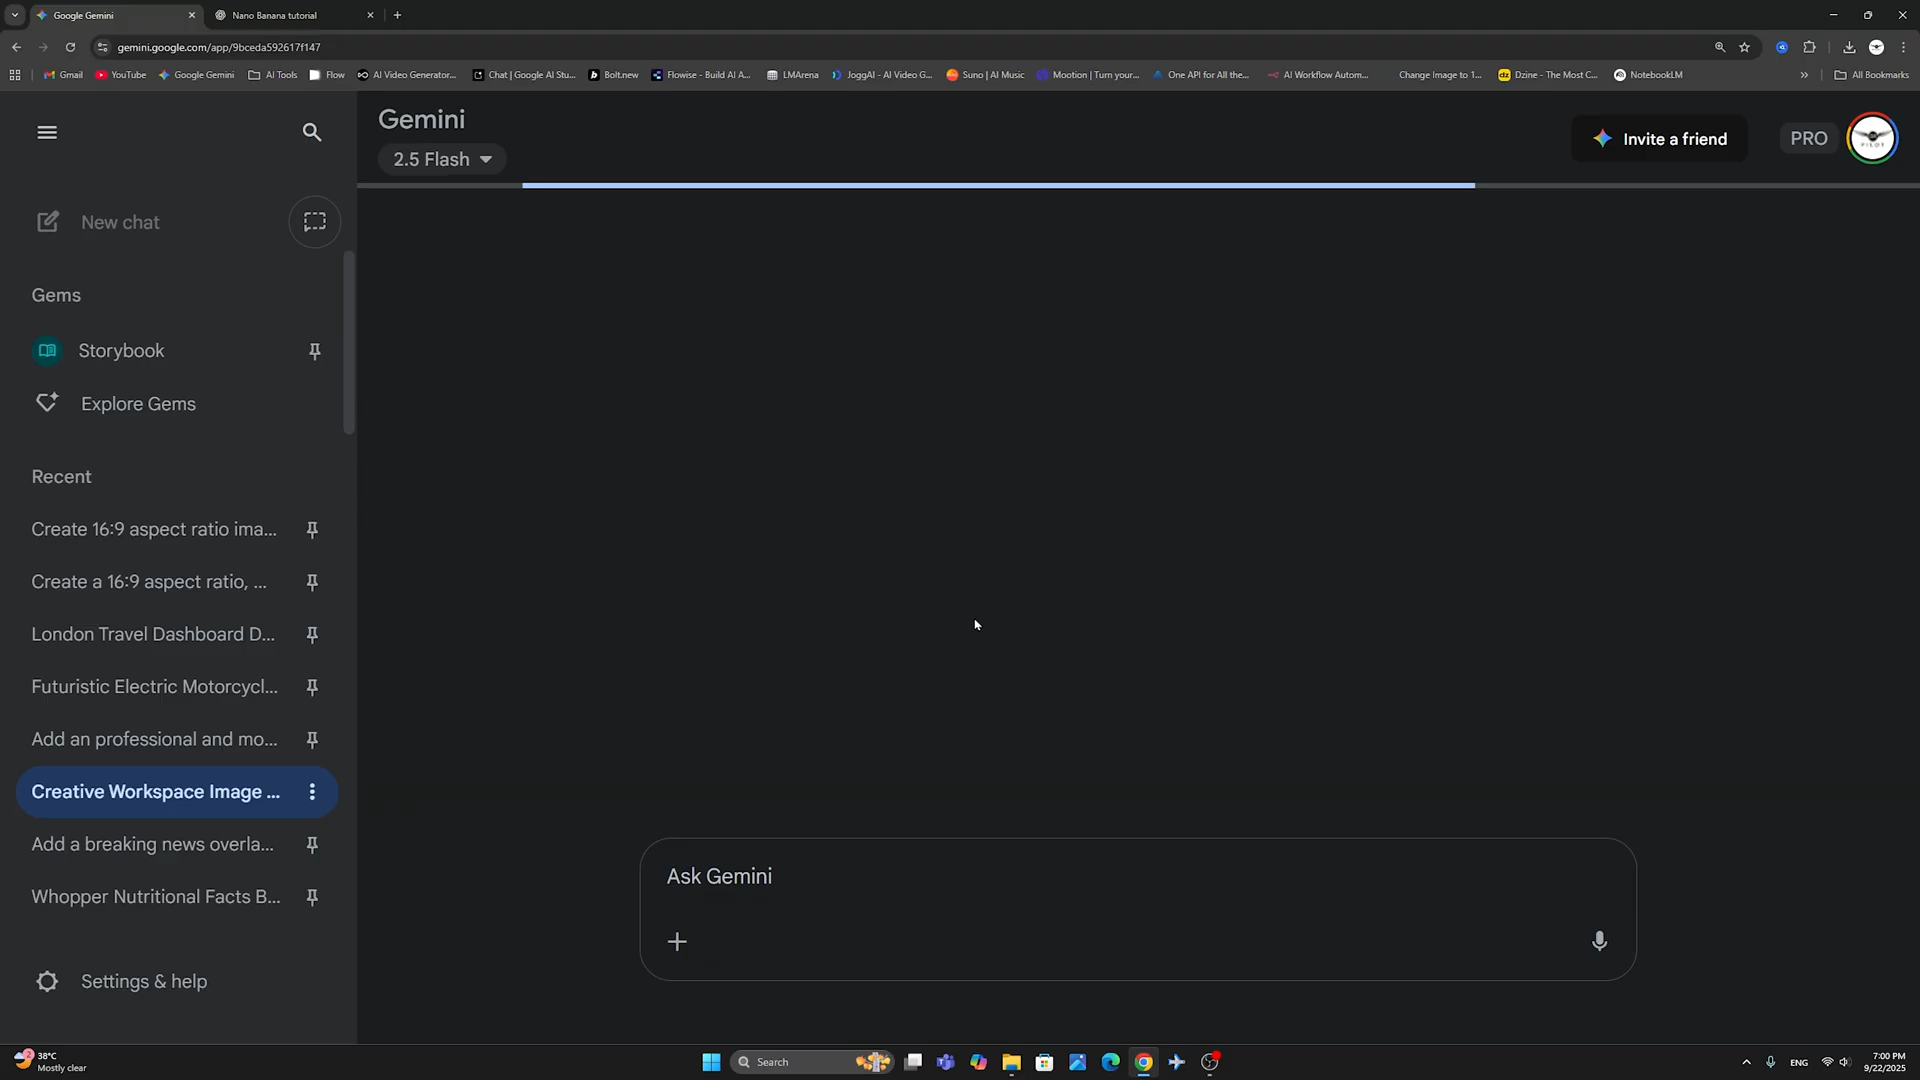 Google Gemini
Nano Banana tutorial
gemini.google.com/app/9bceda592617f147
Gmail
YouTube
Google Gemini
AI Tools
Flow
AI Video Generator...
Chat | Google AI Stu...
Bolt.new
Flowise - Build AI A...
LMArena
JoggAI - AI Video G...
Suno | AI Music
Mootion | Turn your...
One API for All the...
AI Workflow Autom...
Change Image to 1...
dz
Dzine - The Most C...
NotebookLM
All Bookmarks
Gemini
2.5 Flash
Invite a friend
PRO
PILOT
New chat
Gems
Storybook
Explore Gems
Recent
Create 16:9 aspect ratio ima...
Create a 16:9 aspect ratio, ...
London Travel Dashboard D...
Futuristic Electric Motorcycl...
Add an professional and mo...
Creative Workspace Image ...
Add a breaking news overla...
Whopper Nutritional Facts B...
Settings & help
Ask Gemini
2
38°C
Mostly clear
Search
ENG
7:00 PM
9/22/2025